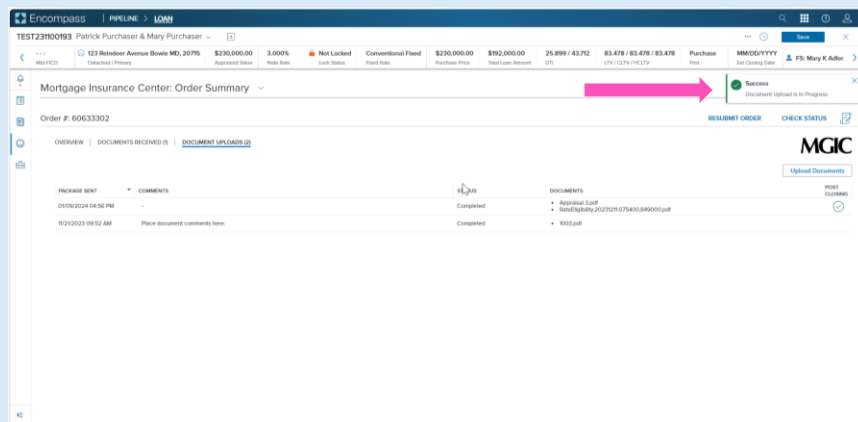 Encompass | PIPELINE > LOAN
TEST231100193 Patrick Purchaser & Mary Purchaser
Save
--- 123 Reindeer Avenue Bowie MD, 20715 $230,000.00 3.000% Not Locked Conventional Fixed $230,000.00 $192,000.00 25.899 / 43.712 83.478 / 83.478 / 83.478 Purchase MM/DD/YYYY FS: Mary K Adler
Mid-FICO Detached | Primary Appraised Value Note Rate Lock Status Fixed Rate Purchase Price Total Loan Amount DTI LTV / CLTV / HCLTV First Est Closing Date
Success
Document Upload is In Progress
Mortgage Insurance Center: Order Summary
Order #: 60633302 RESUBMIT ORDER CHECK STATUS
OVERVIEW | DOCUMENTS RECEIVED (1) | DOCUMENT UPLOADS (2)
MGIC
Upload Documents
PACKAGE SENT COMMENTS STATUS DOCUMENTS POST CLOSING
01/09/2024 04:56 PM - Completed • Appraisal 3.pdf
• RateEligibility.20231211.075400.849000.pdf
11/21/2023 09:52 AM Place document comments here. Completed • 1003.pdf